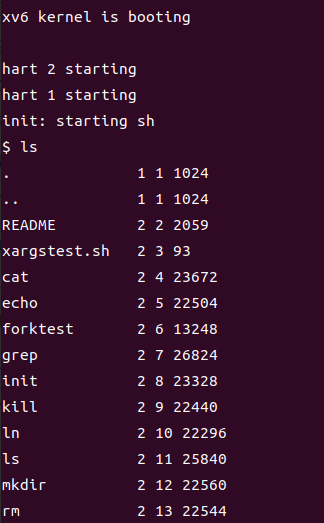 xv6 kernel is booting
hart 2 starting
hart 1 starting
init: starting sh
$ ls
.              1 1 1024
..             1 1 1024
README         2 2 2059
xargstest.sh   2 3 93
cat            2 4 23672
echo           2 5 22504
forktest       2 6 13248
grep           2 7 26824
init           2 8 23328
kill           2 9 22440
ln             2 10 22296
ls             2 11 25840
mkdir          2 12 22560
rm             2 13 22544